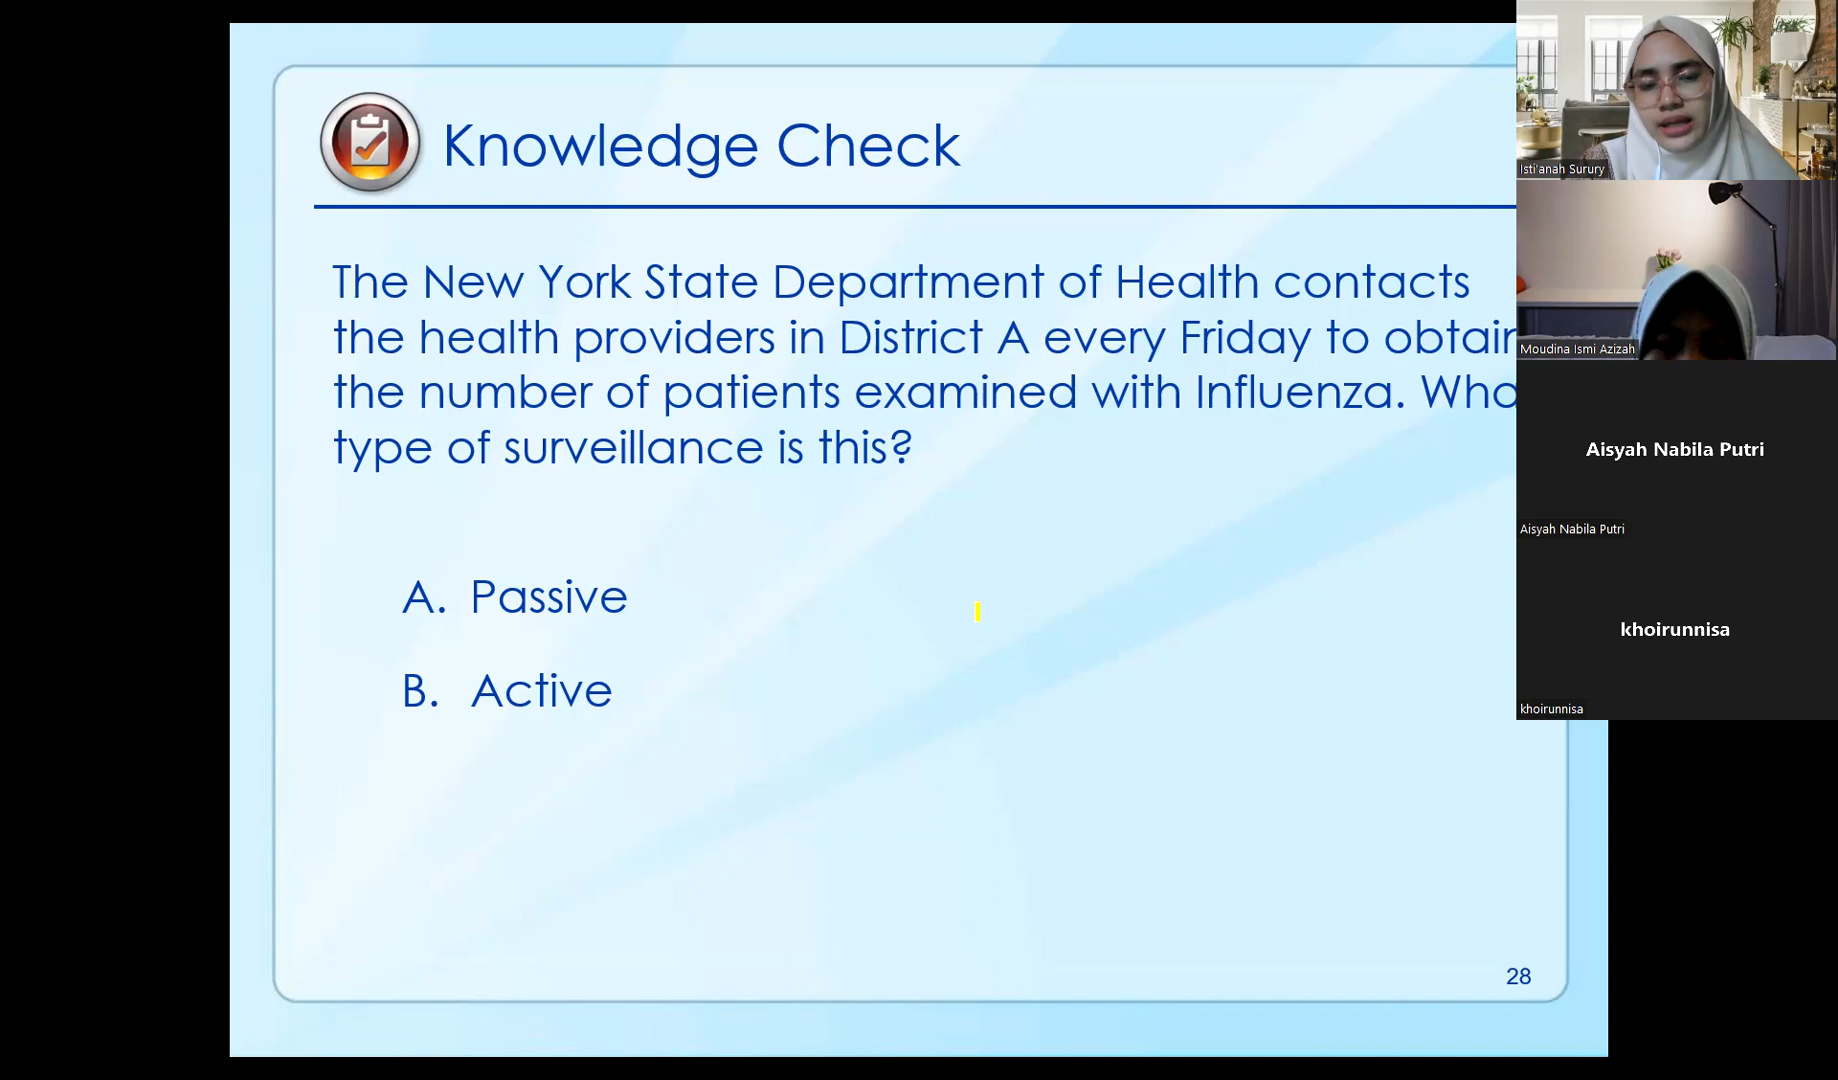 Knowledge Check
The New York State Department of Health contacts
the health providers in District A every Friday to obtain
the number of patients examined with Influenza.
type of surveillance is this?
A. Passive
B. Active
28
Isti'anah Surury
Moudina Ismi Azizah
Aisyah Nabila Putri
Aisyah Nabila Putri
khoirunnisa
khoirunnisa